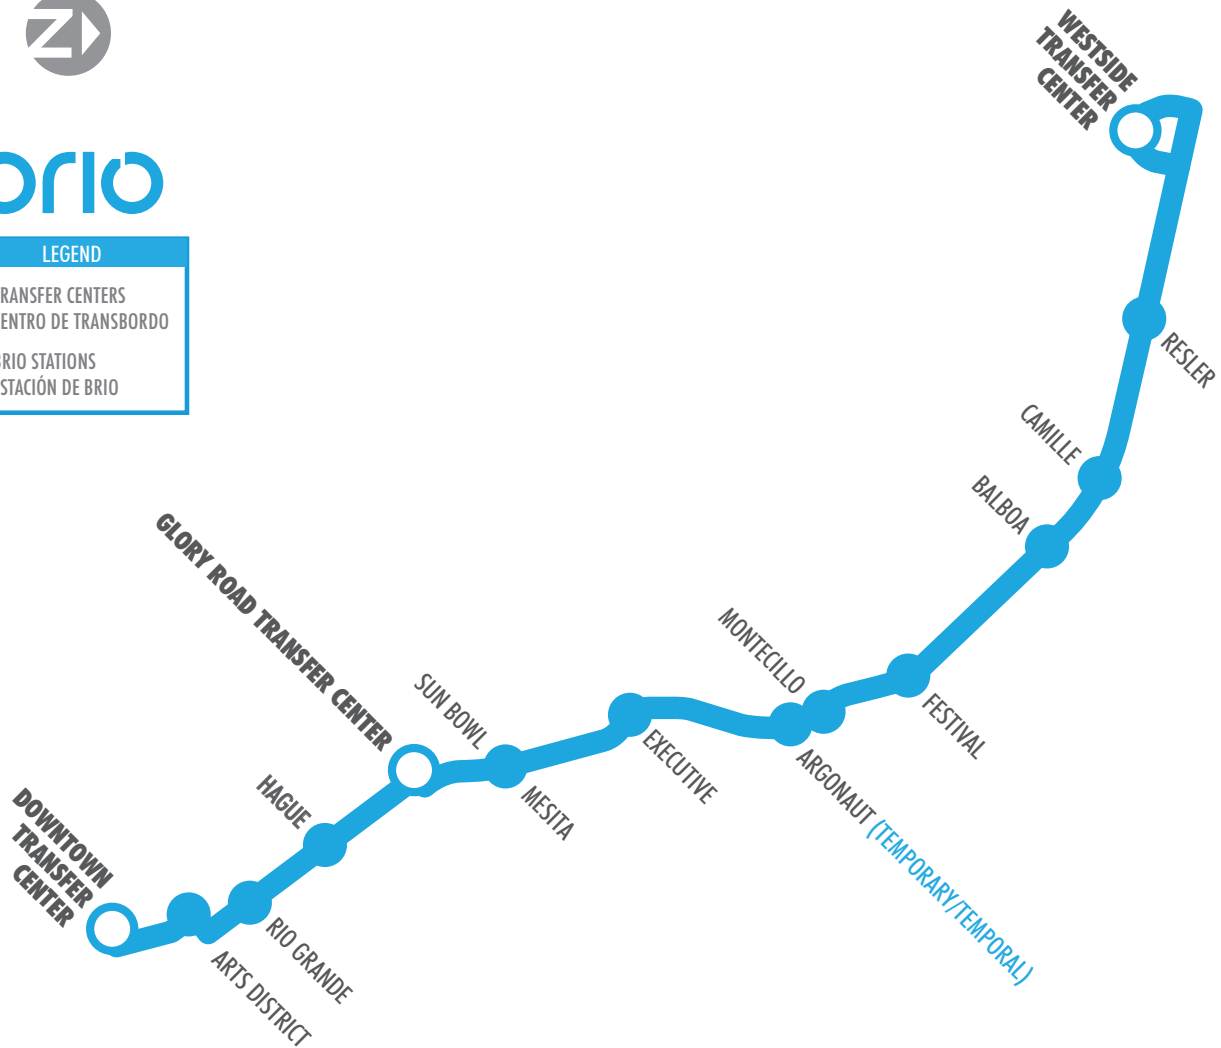 Z
brio
LEGEND
RANSFER CENTERS
ENTRO DE TRANSBORDO
BRIO STATIONS
STACIÓN DE BRIO
WESTSIDE
TRANSFER
CENTER
RESLER
CAMILLE
BALBOA
FESTIVAL
MONTECILLO
ARGONAUT (TEMPORARY/TEMPORAL)
EXECUTIVE
SUN BOWL
MESITA
GLORY ROAD TRANSFER CENTER
HAGUE
RIO GRANDE
ARTS DISTRICT
DOWNTOWN
TRANSFER
CENTER